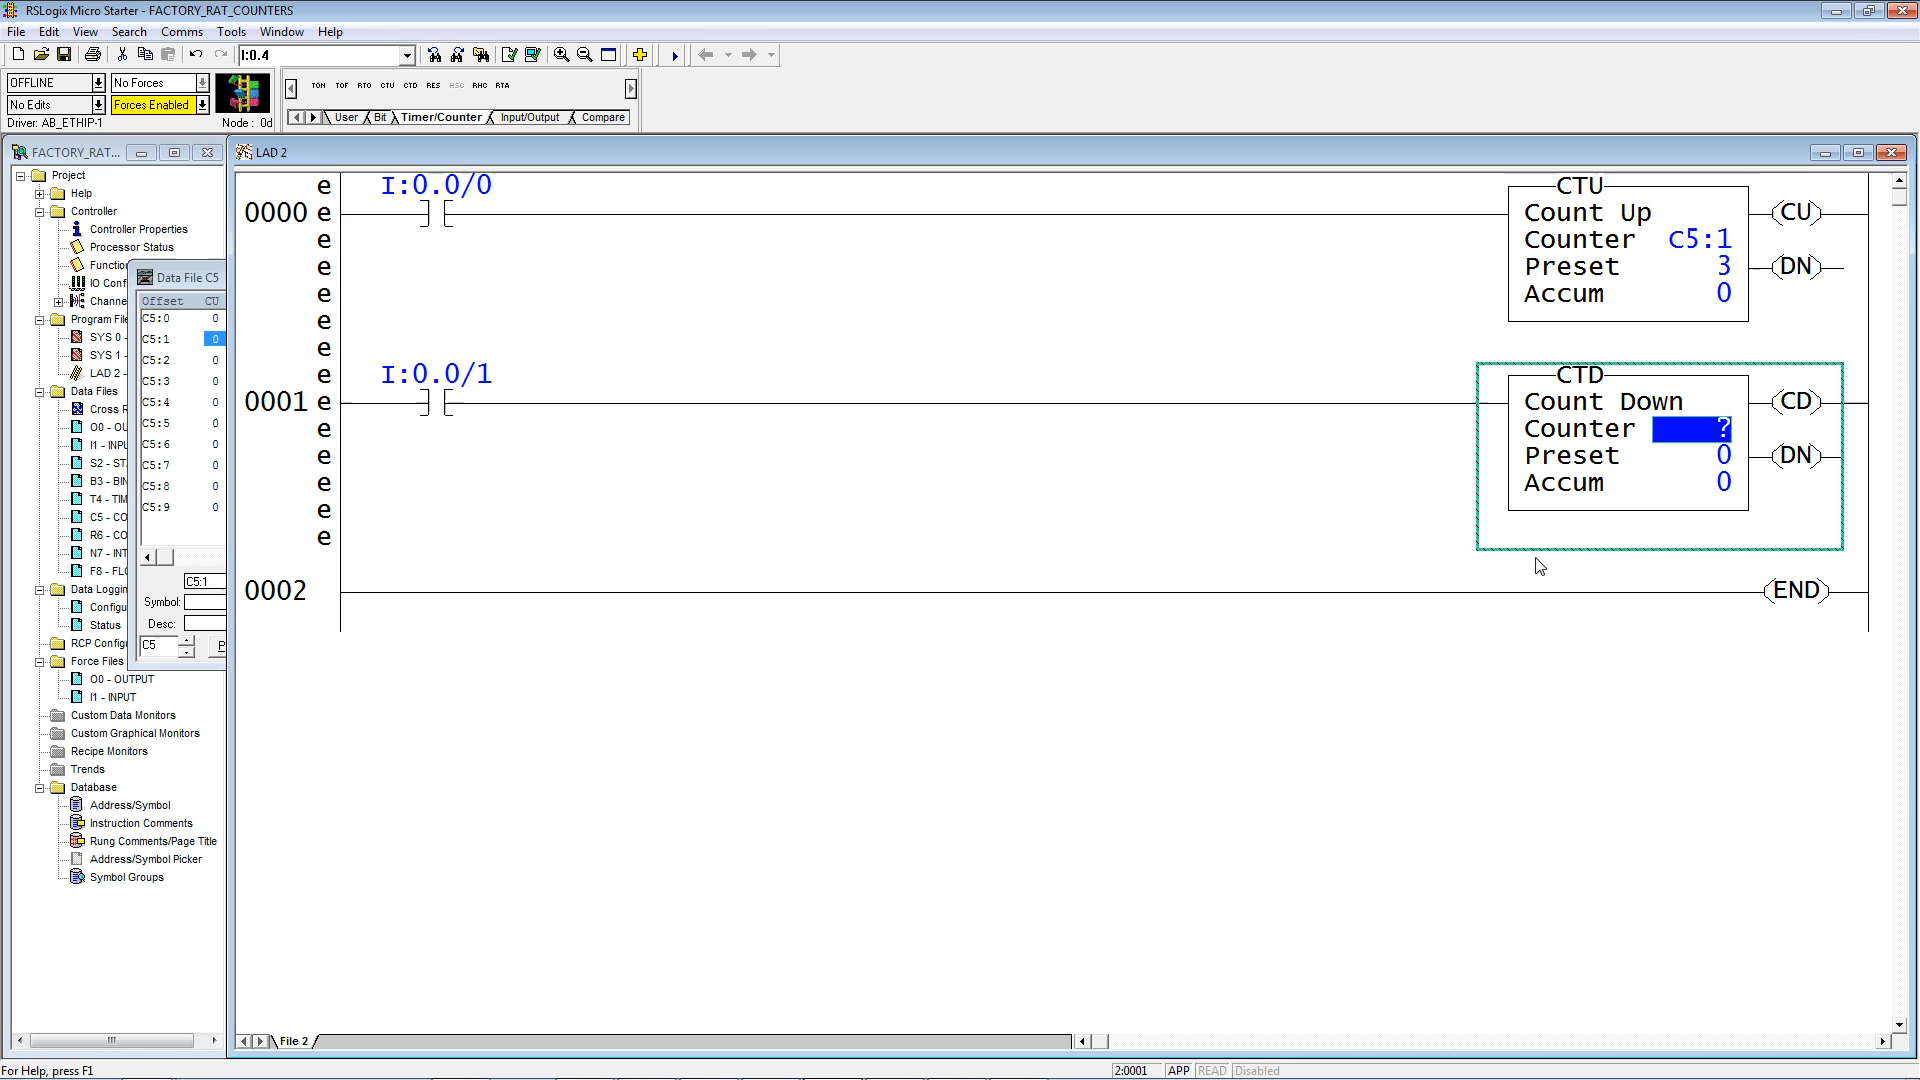 RSLogix Micro Starter - FACTORY_RAT_COUNTERS
File Edit View Search Comms Tools Window Help
I:0.4
OFFLINE No Forces
No Edits Forces Enabled
Driver: AB_ETHIP-1 Node : 0d
TON TOF RTO CTU CTD RES HSC RHC RTA
User Bit Timer/Counter Input/Output Compare
FACTORY_RAT...
Project
Help
Controller
Controller Properties
Processor Status
Function
IO Conf
Channe
Program File
SYS 0 -
SYS 1 -
LAD 2 -
Data Files
Cross R
O0 - OU
I1 - INPU
S2 - ST
B3 - BIN
T4 - TIM
C5 - CO
R6 - CO
N7 - INT
F8 - FLO
Data Loggin
Configu
Status
RCP Configu
Force Files
O0 - OUTPUT
I1 - INPUT
Custom Data Monitors
Custom Graphical Monitors
Recipe Monitors
Trends
Database
Address/Symbol
Instruction Comments
Rung Comments/Page Title
Address/Symbol Picker
Symbol Groups
Data File C5
Offset CU
C5:0 0
C5:1 0
C5:2 0
C5:3 0
C5:4 0
C5:5 0
C5:6 0
C5:7 0
C5:8 0
C5:9 0
C5:1
Symbol:
Desc:
C5 P
LAD 2
e I:0.0/0 CTU
0000 e Count Up CU
e Counter C5:1
e Preset 3 DN
e Accum 0
e
e
e I:0.0/1 CTD
0001 e Count Down CD
e Counter ?
e Preset 0 DN
e Accum 0
e
e
0002 END
File 2
For Help, press F1 2:0001 APP READ Disabled